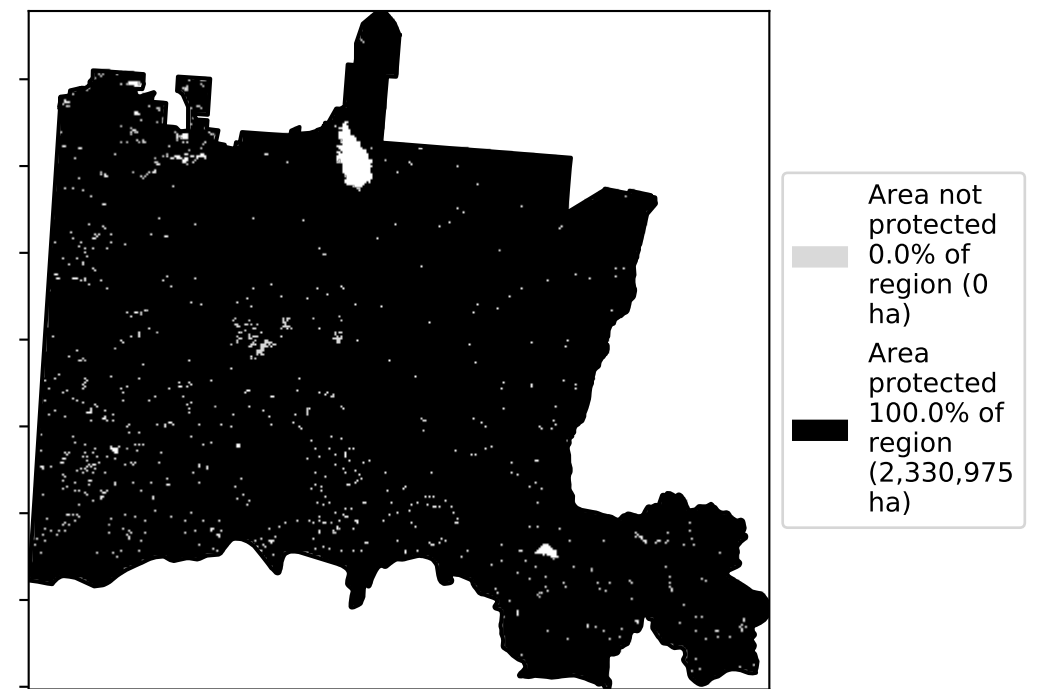 Area not
protected
0.0% of
region (0
ha)
Area
protected
100.0% of
region
(2,330,975
ha)